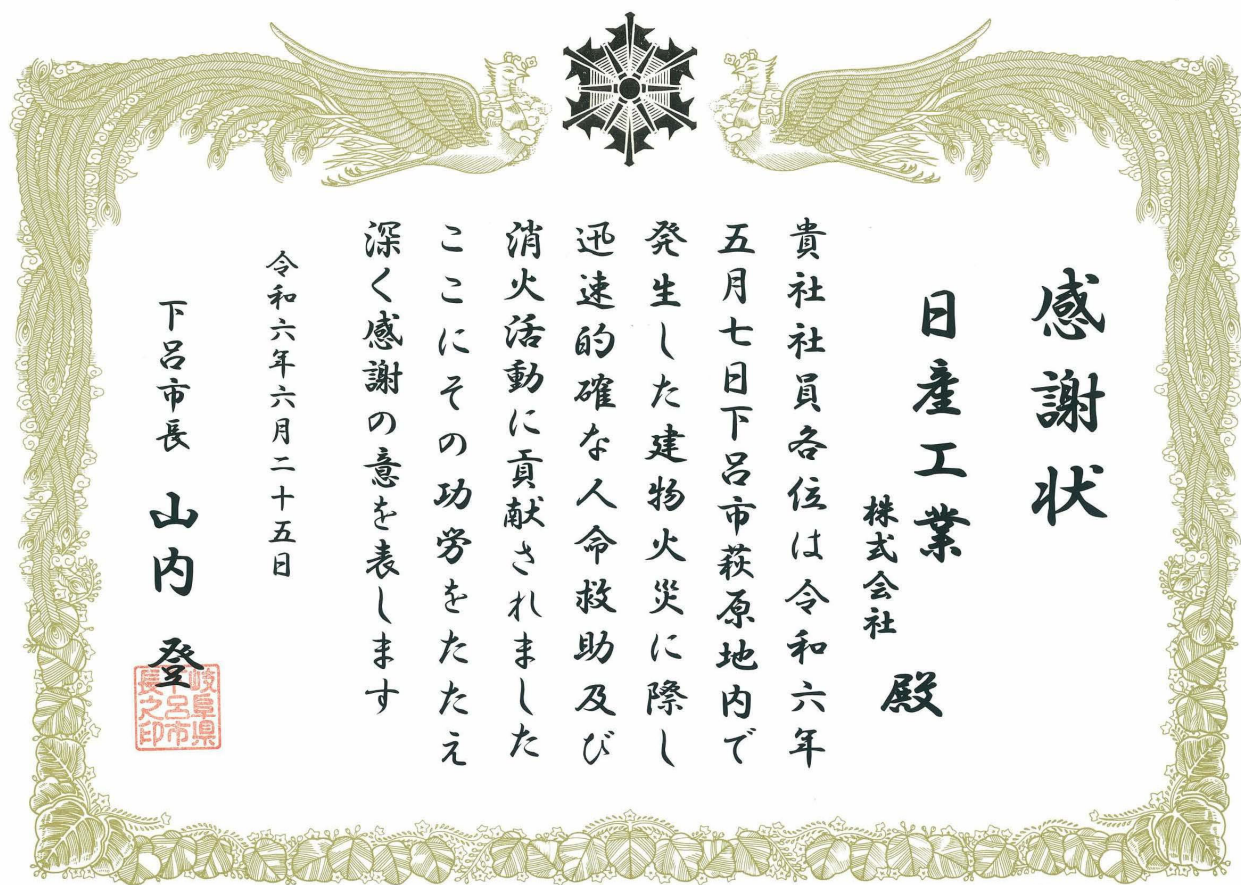 感謝状
日産工業株式会社 殿
貴社社員各位は令和六年
五月七日下呂市萩原地内で
発生した建物火災に際し
迅速的確な人命救助及び
消火活動に貢献されました
ここにその功労をたたえ
深く感謝の意を表します
令和六年六月二十五日
下呂市長 山内 登
岐阜県
下呂市
長之印